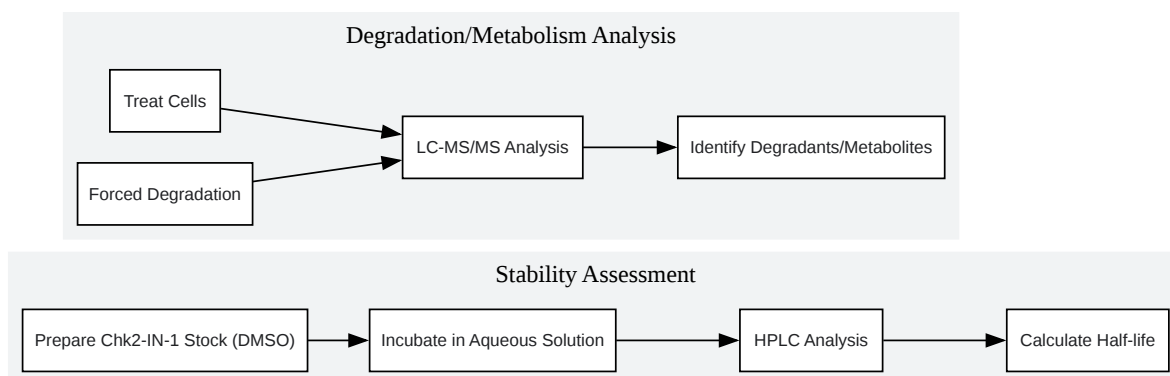 Degradation/Metabolism Analysis
Treat Cells
LC-MS/MS Analysis
Identify Degradants/Metabolites
Forced Degradation
Stability Assessment
Prepare Chk2-IN-1 Stock (DMSO)
Incubate in Aqueous Solution
HPLC Analysis
Calculate Half-life